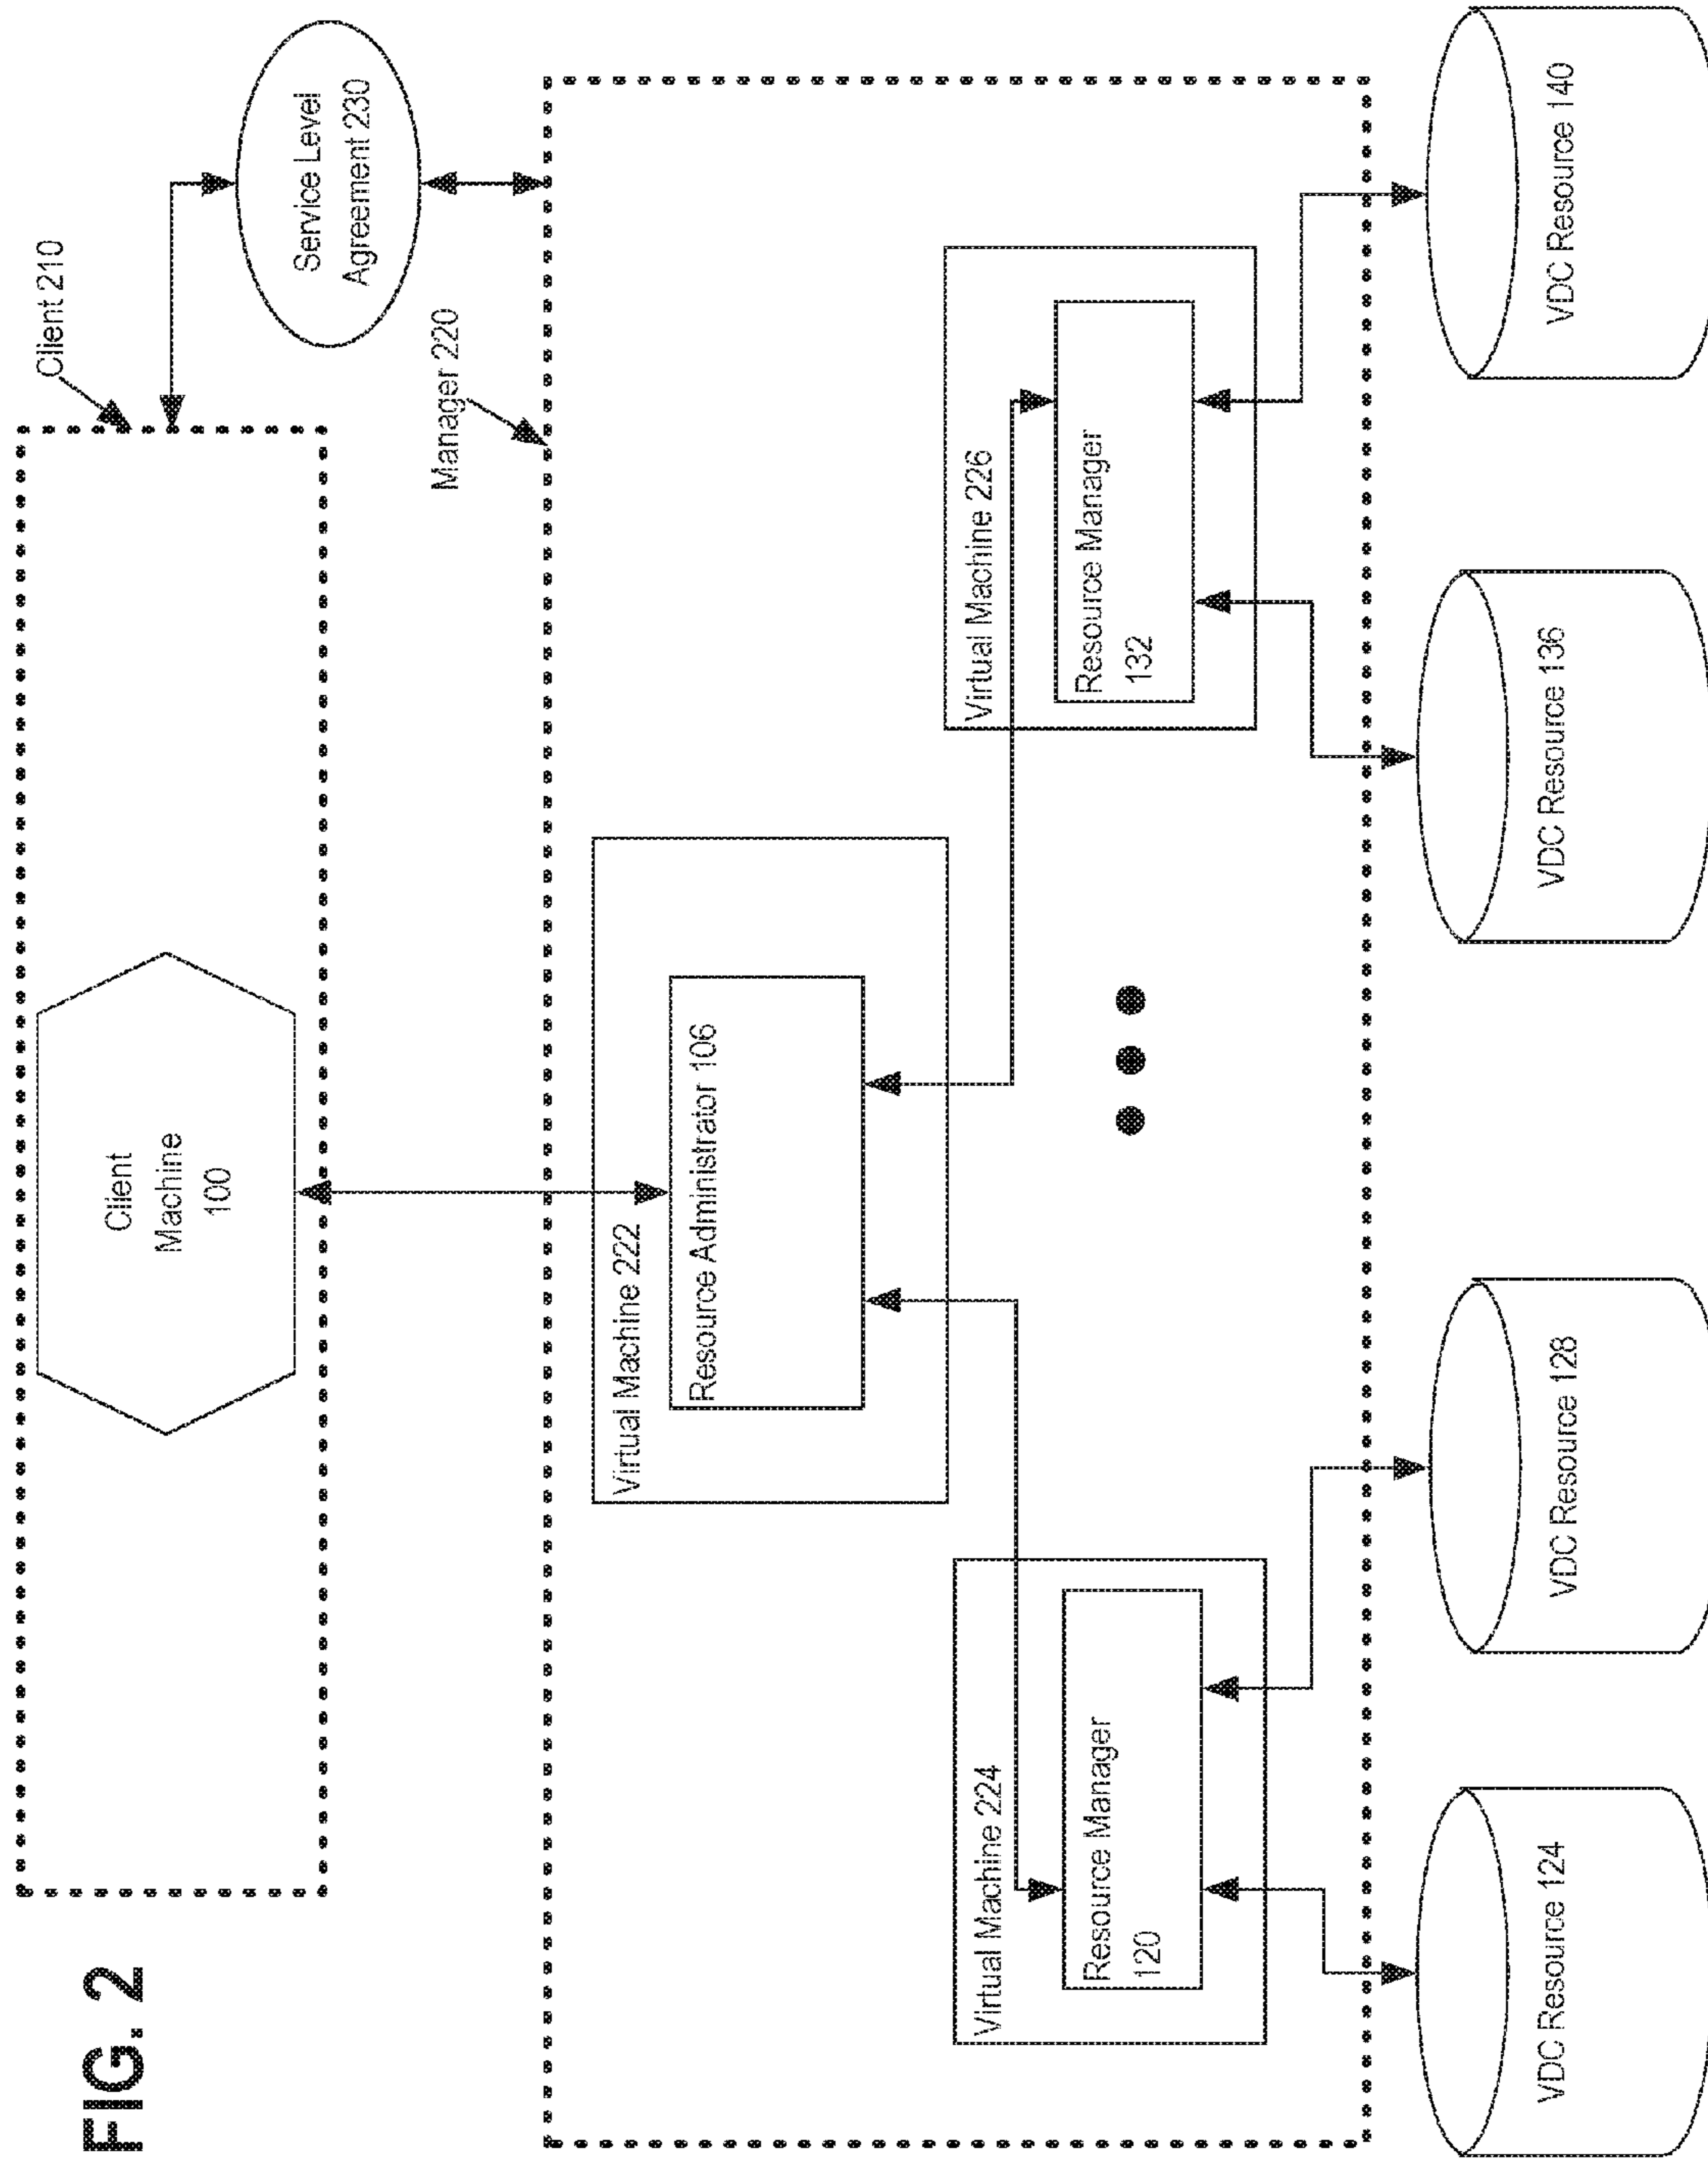 FIG. 2
Client 210
Client
Machine
100
Service Level
Agreement 230
Manager 220
Virtual Machine 222
Resource Administrator 106
Virtual Machine 224
Resource Manager
120
Virtual Machine 226
Resource Manager
132
VDC Resource 124
VDC Resource 128
VDC Resource 136
VDC Resource 140